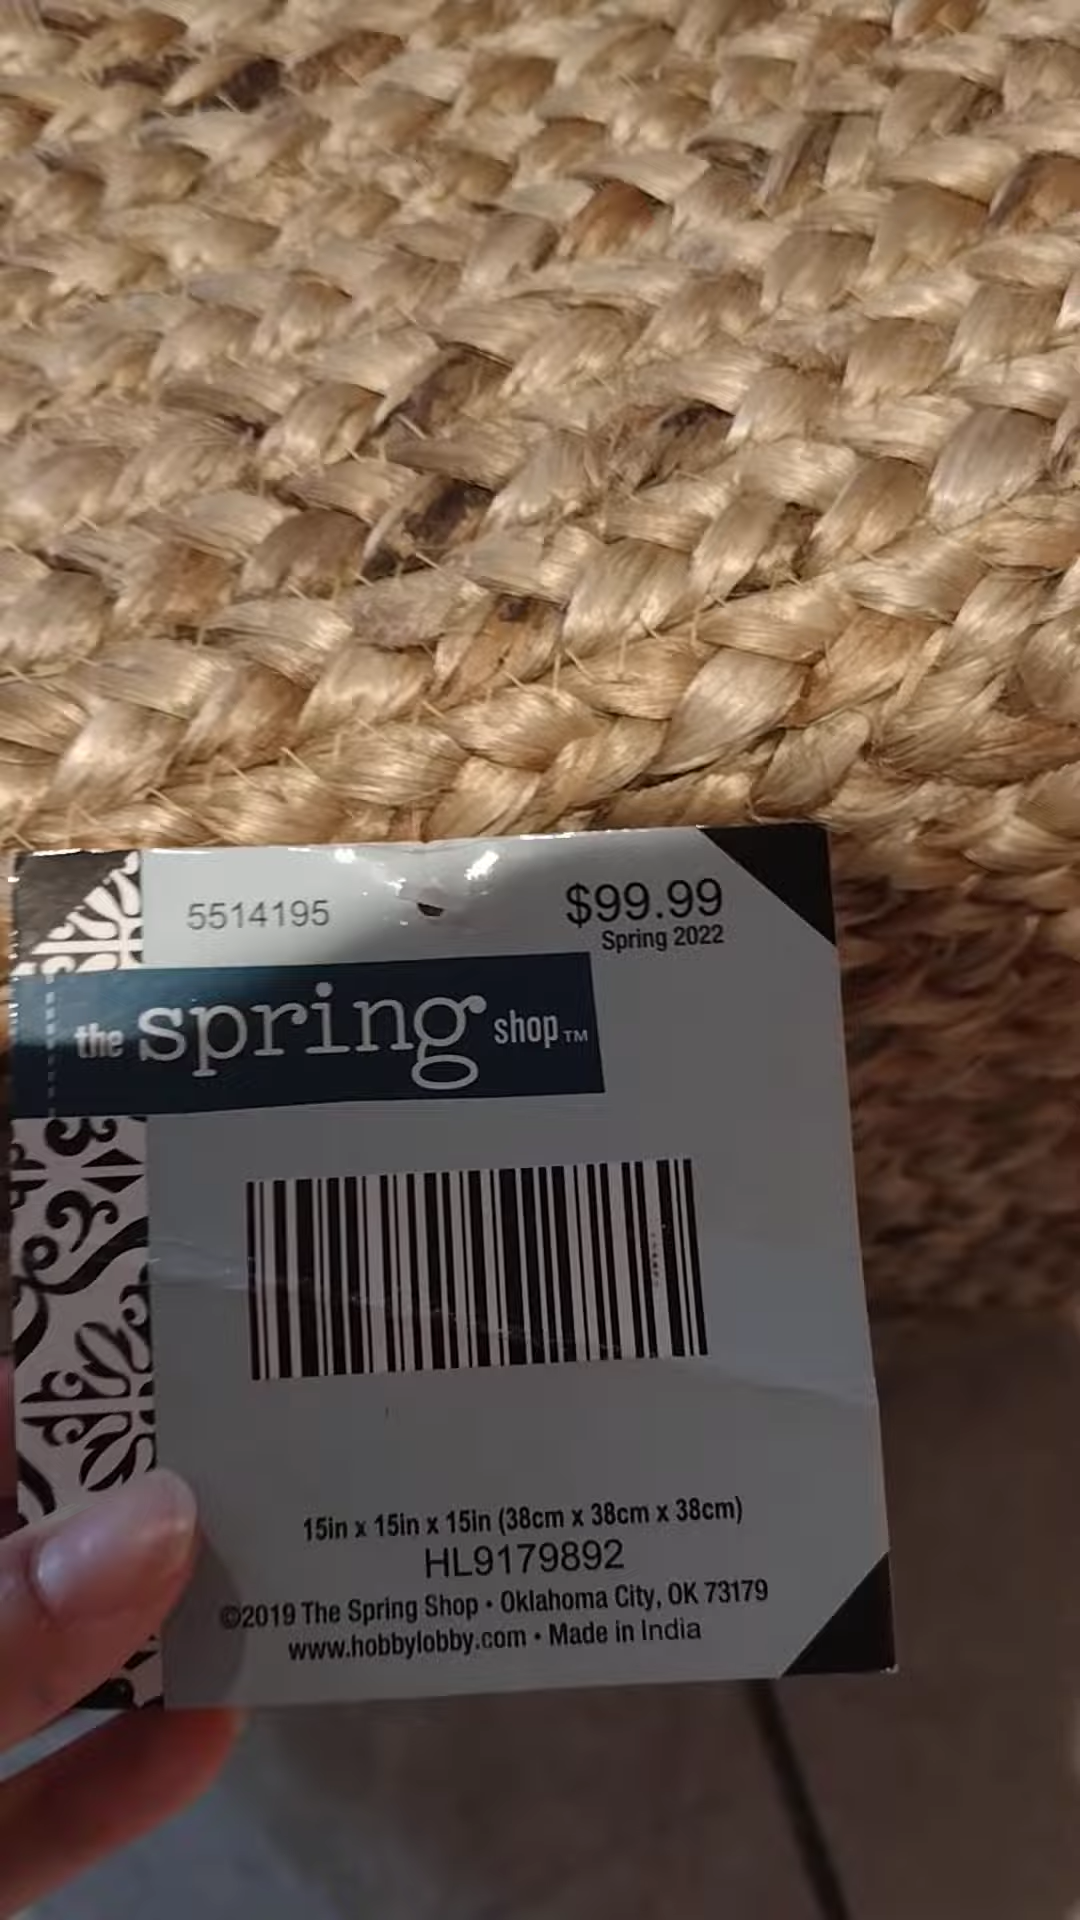 5514195
$99.99
Spring 2022
the spring shop™
15in x 15in x 15in (38cm x 38cm x 38cm)
HL9179892
©2019 The Spring Shop • Oklahoma City, OK 73179
www.hobbylobby.com • Made in India